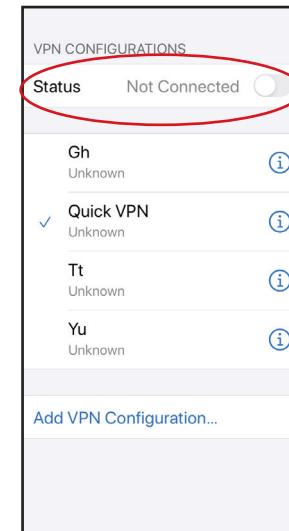 VPN CONFIGURATIONS
Status Not Connected
Gh
Unknown
Quick VPN
Unknown
Tt
Unknown
Yu
Unknown
Add VPN Configuration...